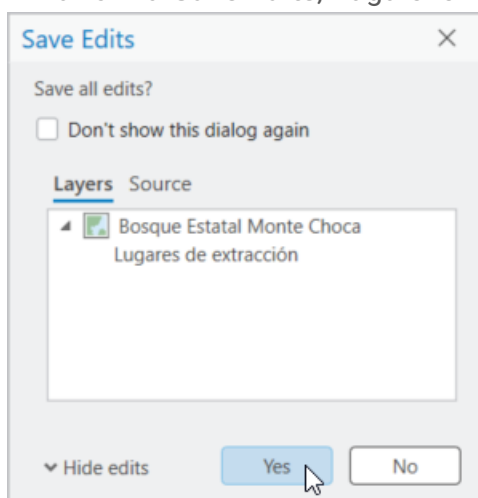 Save Edits
Save all edits?
Don't show this dialog again
Layers Source
Bosque Estatal Monte Choca
Lugares de extracción
Hide edits Yes No